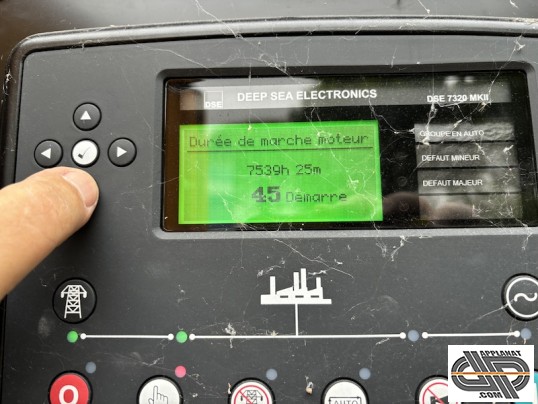 DSE
DEEP SEA ELECTRONICS
DSE 7320 MKII
Durée de marche moteur
7539h 25m
45 Démarre
GROUPE EN AUTO
DEFAUT MINEUR
DEFAUT MAJEUR
AUTO
APPLANAT
.COM